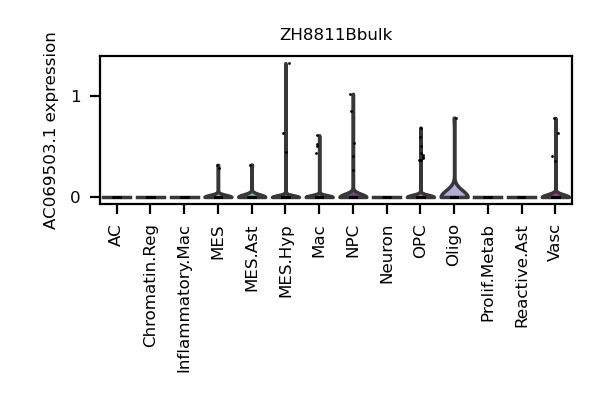 ZH8811Bbulk
AC069503.1 expression
1
0
AC
Chromatin.Reg
Inflammatory.Mac
MES
MES.Ast
MES.Hyp
Mac
NPC
Neuron
OPC
Oligo
Prolif.Metab
Reactive.Ast
Vasc